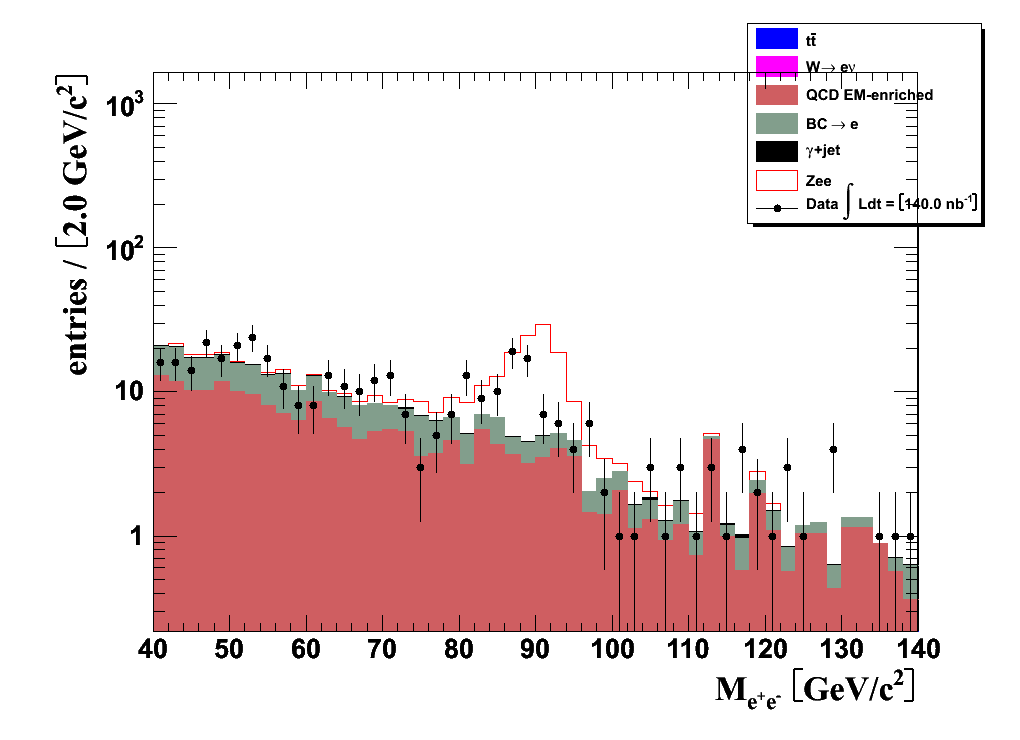 tt̄
W→ eν
QCD EM-enriched
BC → e
γ+jet
Zee
Data ∫ Ldt = [140.0 nb⁻¹]
entries / [2.0 GeV/c²]
10³
10²
10
1
40 50 60 70 80 90 100 110 120 130 140
Mₑ⁺ₑ⁻ [GeV/c²]